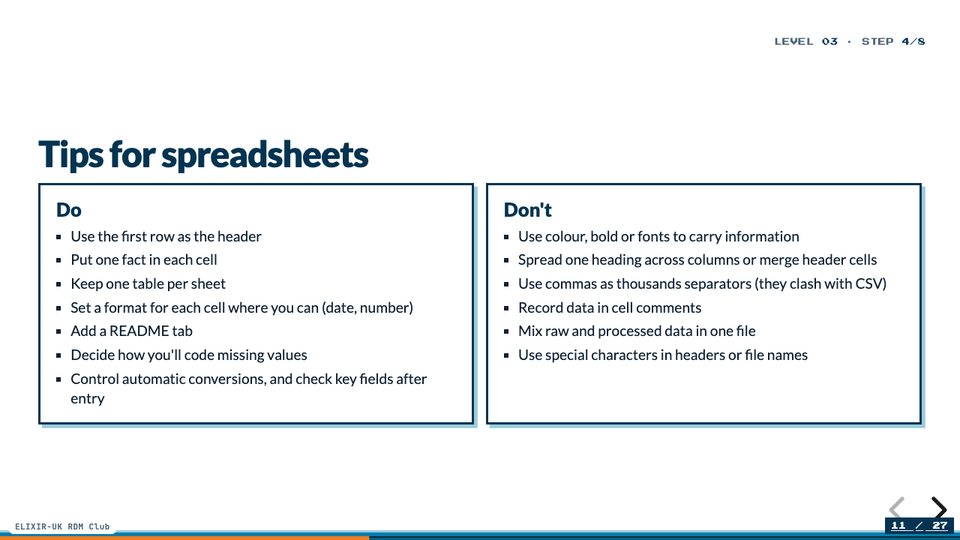 LEVEL 03 · STEP 4/8
Tips for spreadsheets
Do
▪ Use the first row as the header
▪ Put one fact in each cell
▪ Keep one table per sheet
▪ Set a format for each cell where you can (date, number)
▪ Add a README tab
▪ Decide how you'll code missing values
▪ Control automatic conversions, and check key fields after
entry
Don't
▪ Use colour, bold or fonts to carry information
▪ Spread one heading across columns or merge header cells
▪ Use commas as thousands separators (they clash with CSV)
▪ Record data in cell comments
▪ Mix raw and processed data in one file
▪ Use special characters in headers or file names
ELIXIR-UK RDM Club
11 / 27